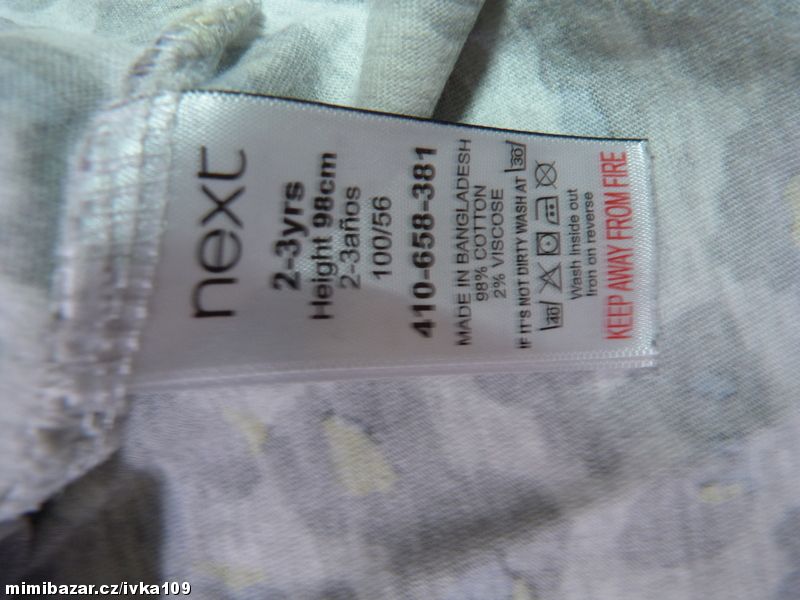 next
2-3yrs
Height 98cm
2-3años
100/56
410-658-381
MADE IN BANGLADESH
98% COTTON
2% VISCOSE
IF IT'S NOT DIRTY WASH AT 30
40
Wash inside out
Iron on reverse
KEEP AWAY FROM FIRE
mimibazar.cz/ivka109